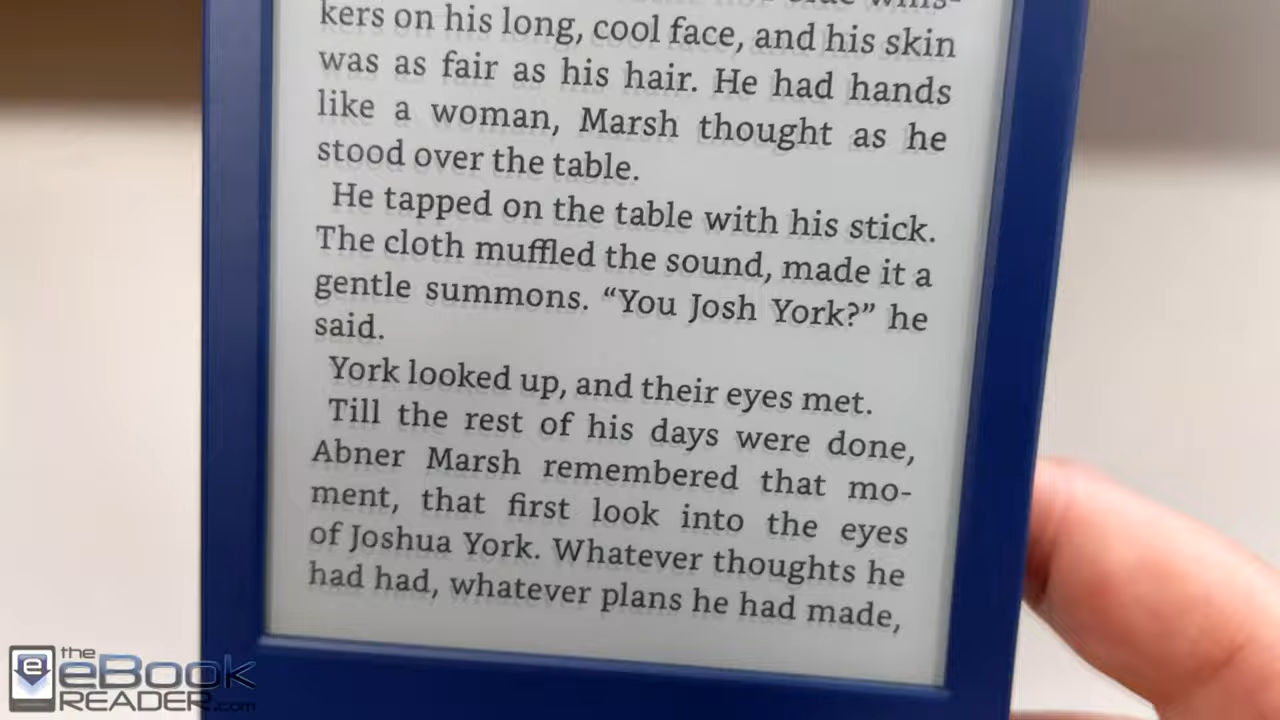 kers on his long, cool face, and his skin
was as fair as his hair. He had hands
like a woman, Marsh thought as he
stood over the table.
He tapped on the table with his stick.
The cloth muffled the sound, made it a
gentle summons. “You Josh York?” he
said.
York looked up, and their eyes met.
Till the rest of his days were done,
Abner Marsh remembered that mo-
ment, that first look into the eyes
of Joshua York. Whatever thoughts he
had had, whatever plans he had made,
e the
eBook
READER.com